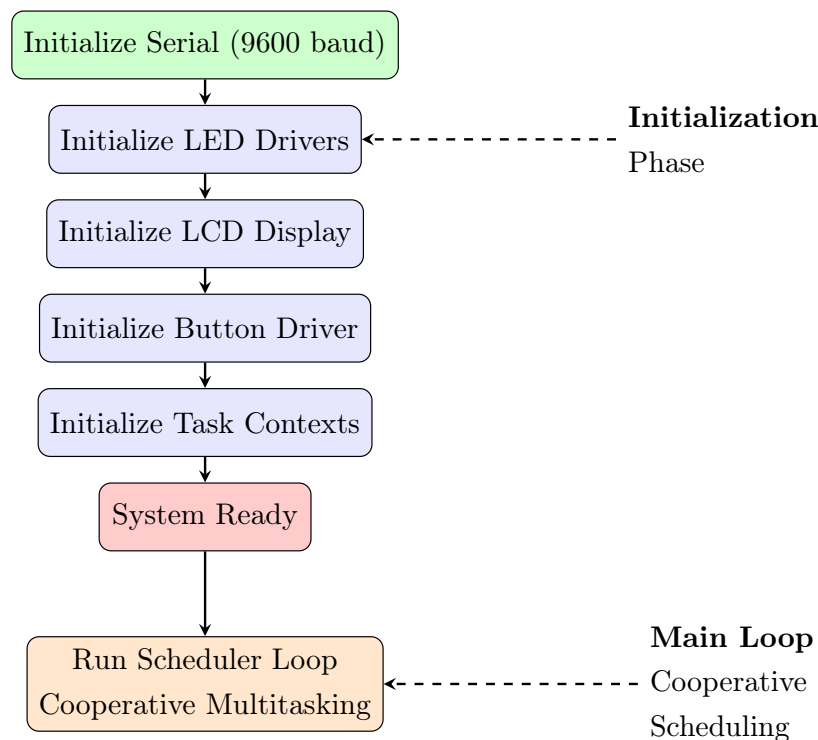 Initialize Serial (9600 baud)
Initialize LED Drivers
Initialization
Phase
Initialize LCD Display
Initialize Button Driver
Initialize Task Contexts
System Ready
Run Scheduler Loop
Cooperative Multitasking
Main Loop
Cooperative
Scheduling